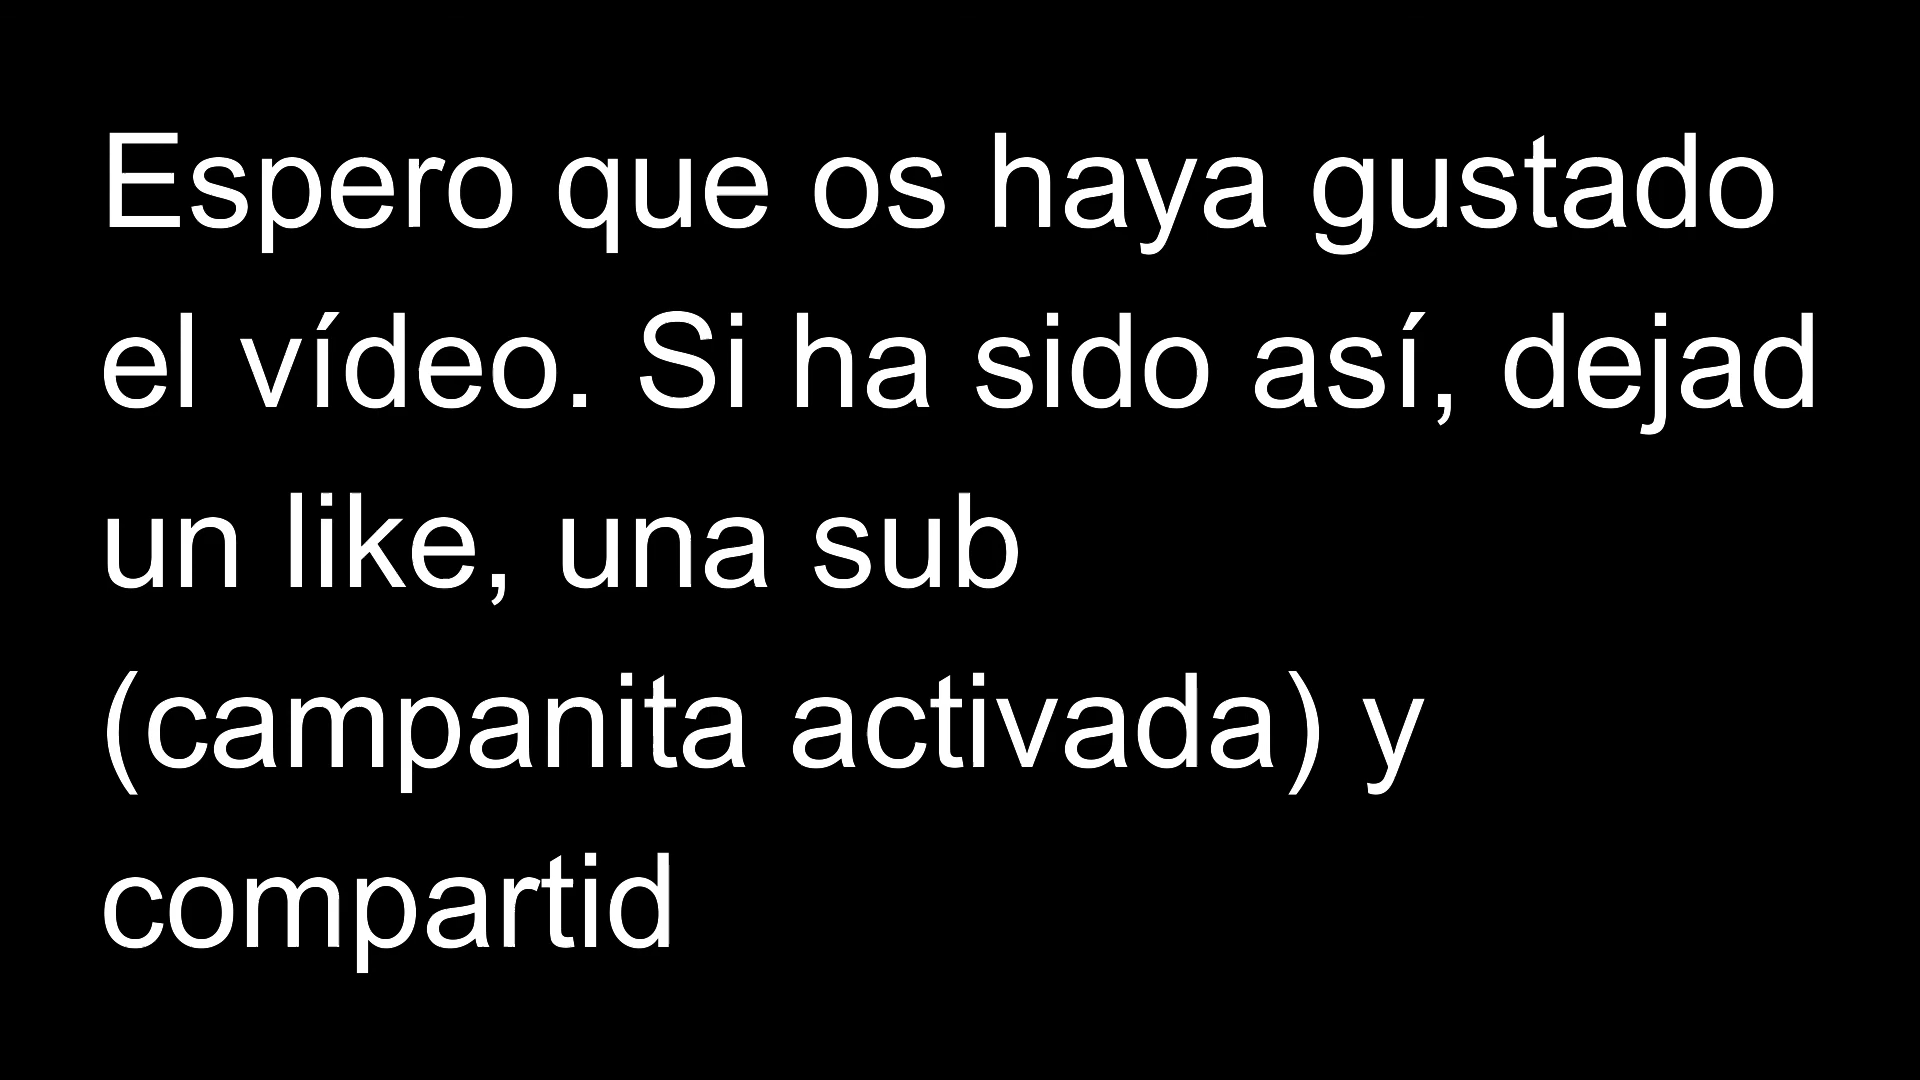 Espero que os haya gustado
el vídeo. Si ha sido así, dejad
un like, una sub
(campanita activada) y
compartid